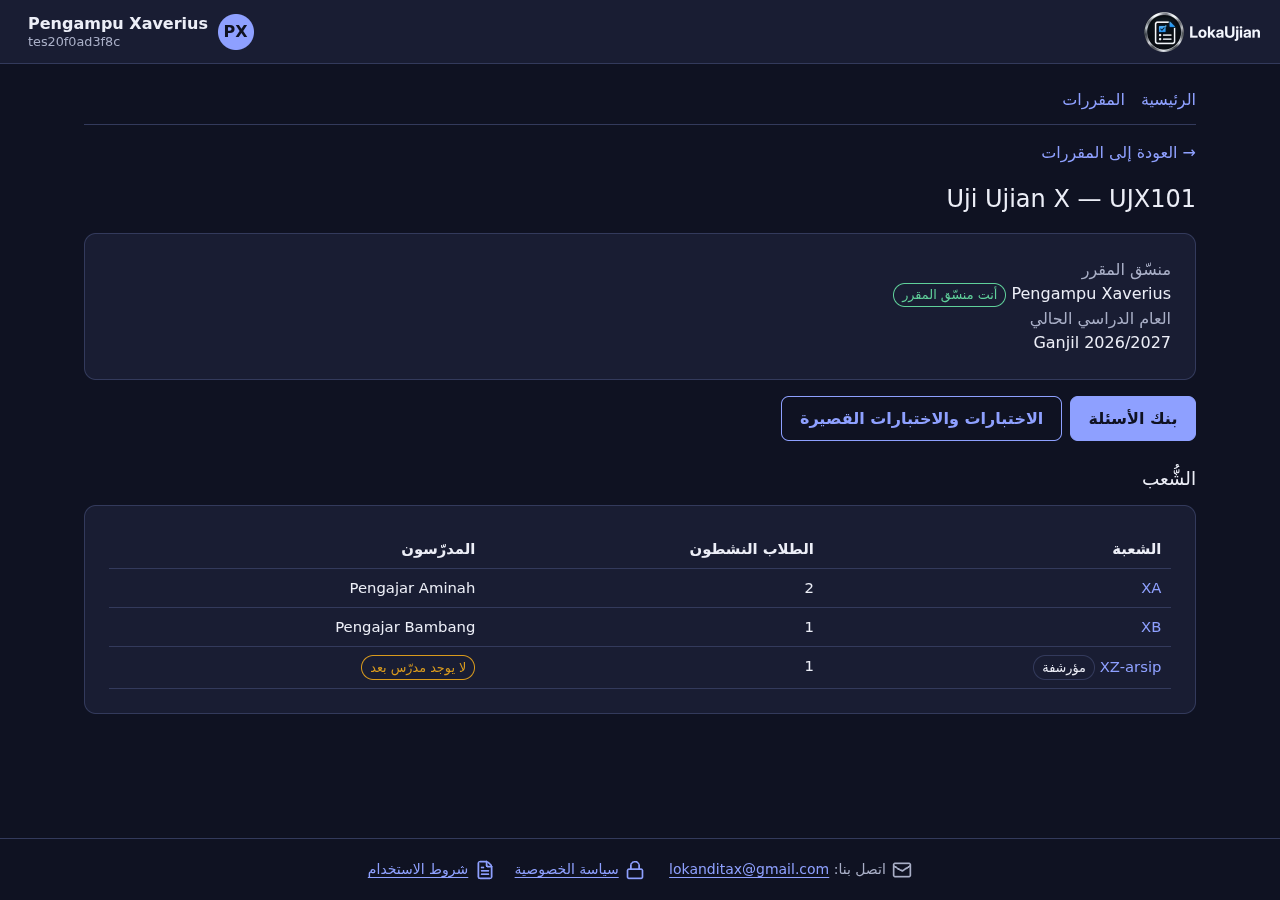 LokaUjian
Pengampu Xaverius
tes20f0ad3f8c
PX
الرئيسية المقررات
→ العودة إلى المقررات
Uji Ujian X — UJX101
منسّق المقرر
Pengampu Xaverius أنت منسّق المقرر
العام الدراسي الحالي
Ganjil 2026/2027
بنك الأسئلة الاختبارات والاختبارات القصيرة
الشُّعب
الشعبة الطلاب النشطون المدرّسون
XA 2 Pengajar Aminah
XB 1 Pengajar Bambang
XZ-arsip مؤرشفة 1 لا يوجد مدرّس بعد
اتصل بنا: lokanditax@gmail.com سياسة الخصوصية شروط الاستخدام